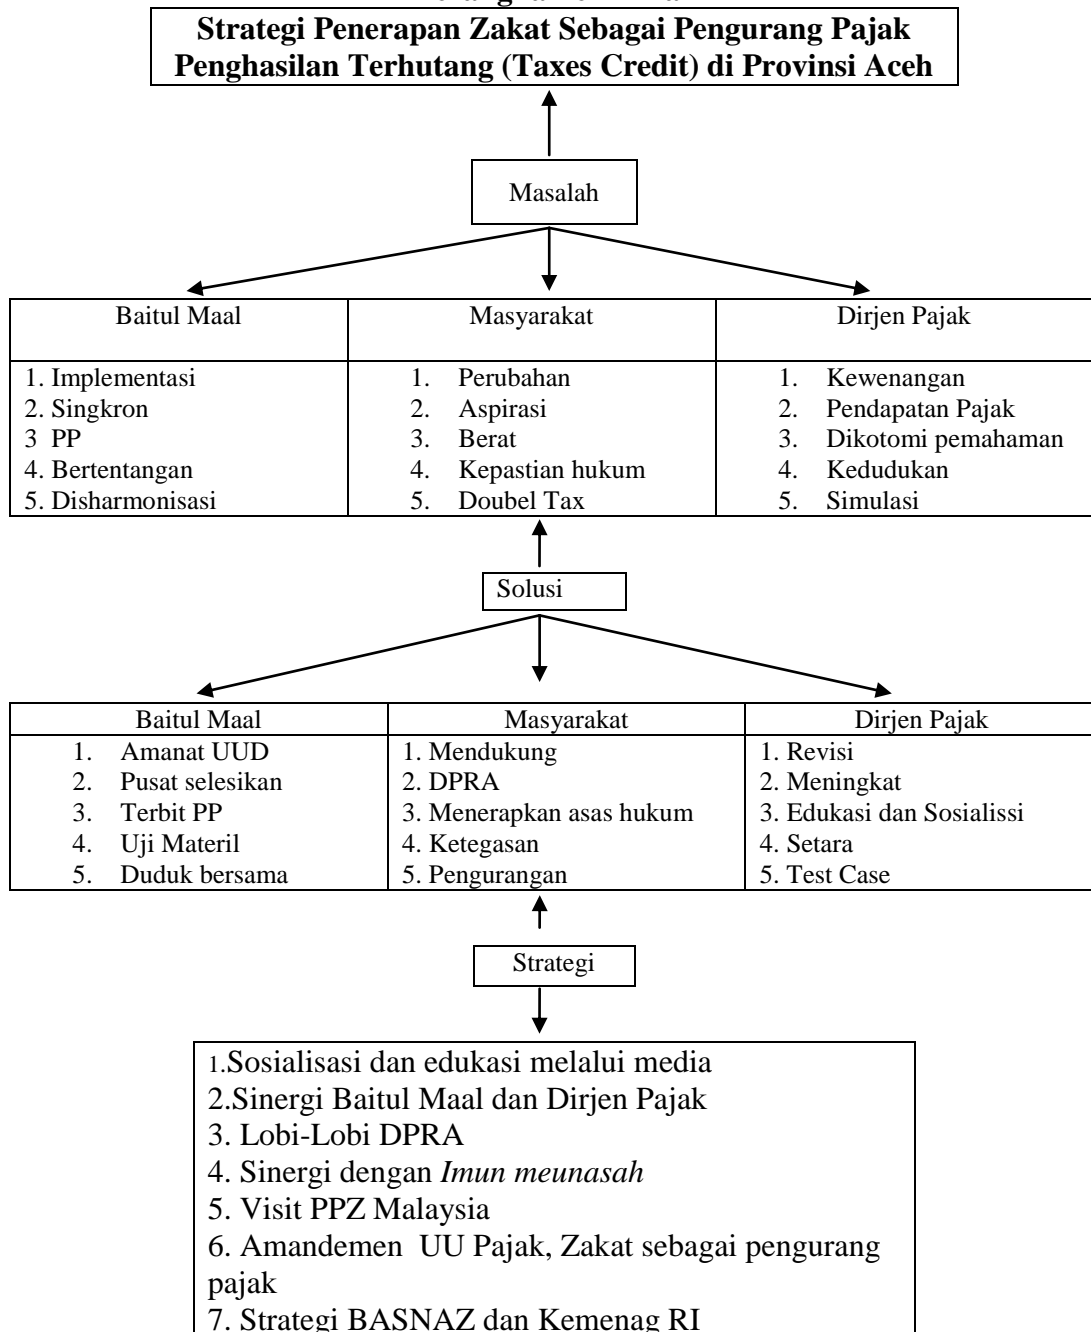 Strategi Penerapan Zakat Sebagai Pengurang Pajak
Penghasilan Terhutang (Taxes Credit) di Provinsi Aceh
Masalah
Baitul Maal
Masyarakat
Dirjen Pajak
1. Implementasi
2. Singkron
3 PP
4. Bertentangan
5. Disharmonisasi
1. Perubahan
2. Aspirasi
3. Berat
4. Kepastian hukum
5. Doubel Tax
1. Kewenangan
2. Pendapatan Pajak
3. Dikotomi pemahaman
4. Kedudukan
5. Simulasi
Solusi
Baitul Maal
Masyarakat
Dirjen Pajak
1. Amanat UUD
2. Pusat selesikan
3. Terbit PP
4. Uji Materil
5. Duduk bersama
1. Mendukung
2. DPRA
3. Menerapkan asas hukum
4. Ketegasan
5. Pengurangan
1. Revisi
2. Meningkat
3. Edukasi dan Sosialissi
4. Setara
5. Test Case
Strategi
1.Sosialisasi dan edukasi melalui media
2.Sinergi Baitul Maal dan Dirjen Pajak
3. Lobi-Lobi DPRA
4. Sinergi dengan Imun meunasah
5. Visit PPZ Malaysia
6. Amandemen UU Pajak, Zakat sebagai pengurang
pajak
7. Strategi BASNAZ dan Kemenag RI